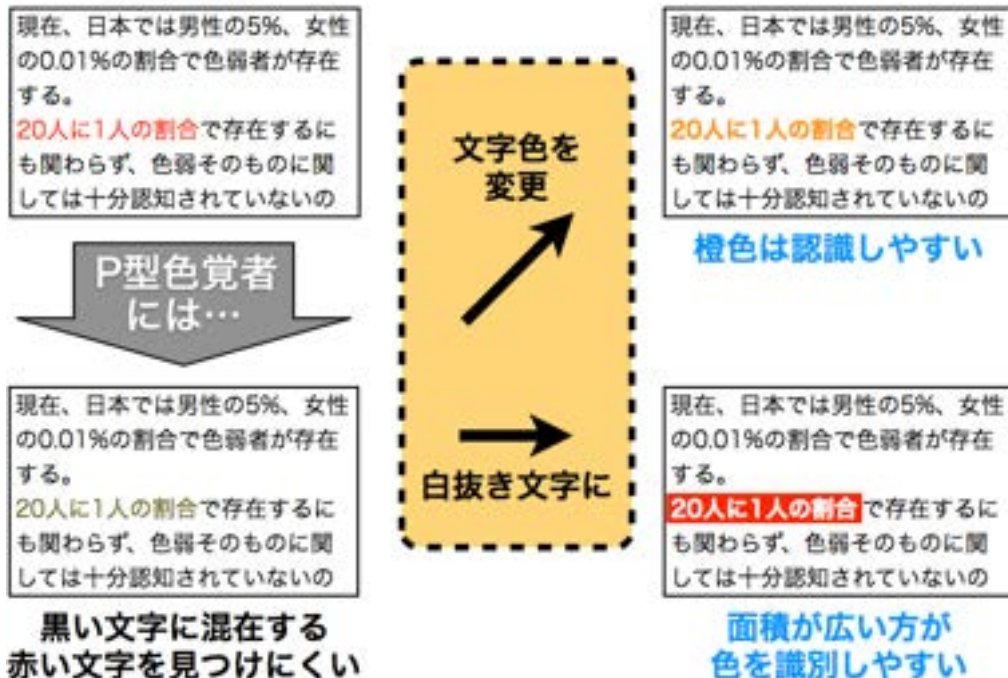 現在、日本では男性の5%、女性
の0.01%の割合で色弱者が存在
する。
20人に1人の割合で存在するに
も関わらず、色弱そのものに関
しては十分認知されていないの
P型色覚者
には…
現在、日本では男性の5%、女性
の0.01%の割合で色弱者が存在
する。
20人に1人の割合で存在するに
も関わらず、色弱そのものに関
しては十分認知されていないの
黒い文字に混在する
赤い文字を見つけにくい
文字色を
変更
白抜き文字に
現在、日本では男性の5%、女性
の0.01%の割合で色弱者が存在
する。
20人に1人の割合で存在するに
も関わらず、色弱そのものに関
しては十分認知されていないの
橙色は認識しやすい
現在、日本では男性の5%、女性
の0.01%の割合で色弱者が存在
する。
20人に1人の割合で存在するに
も関わらず、色弱そのものに関
しては十分認知されていないの
面積が広い方が
色を識別しやすい